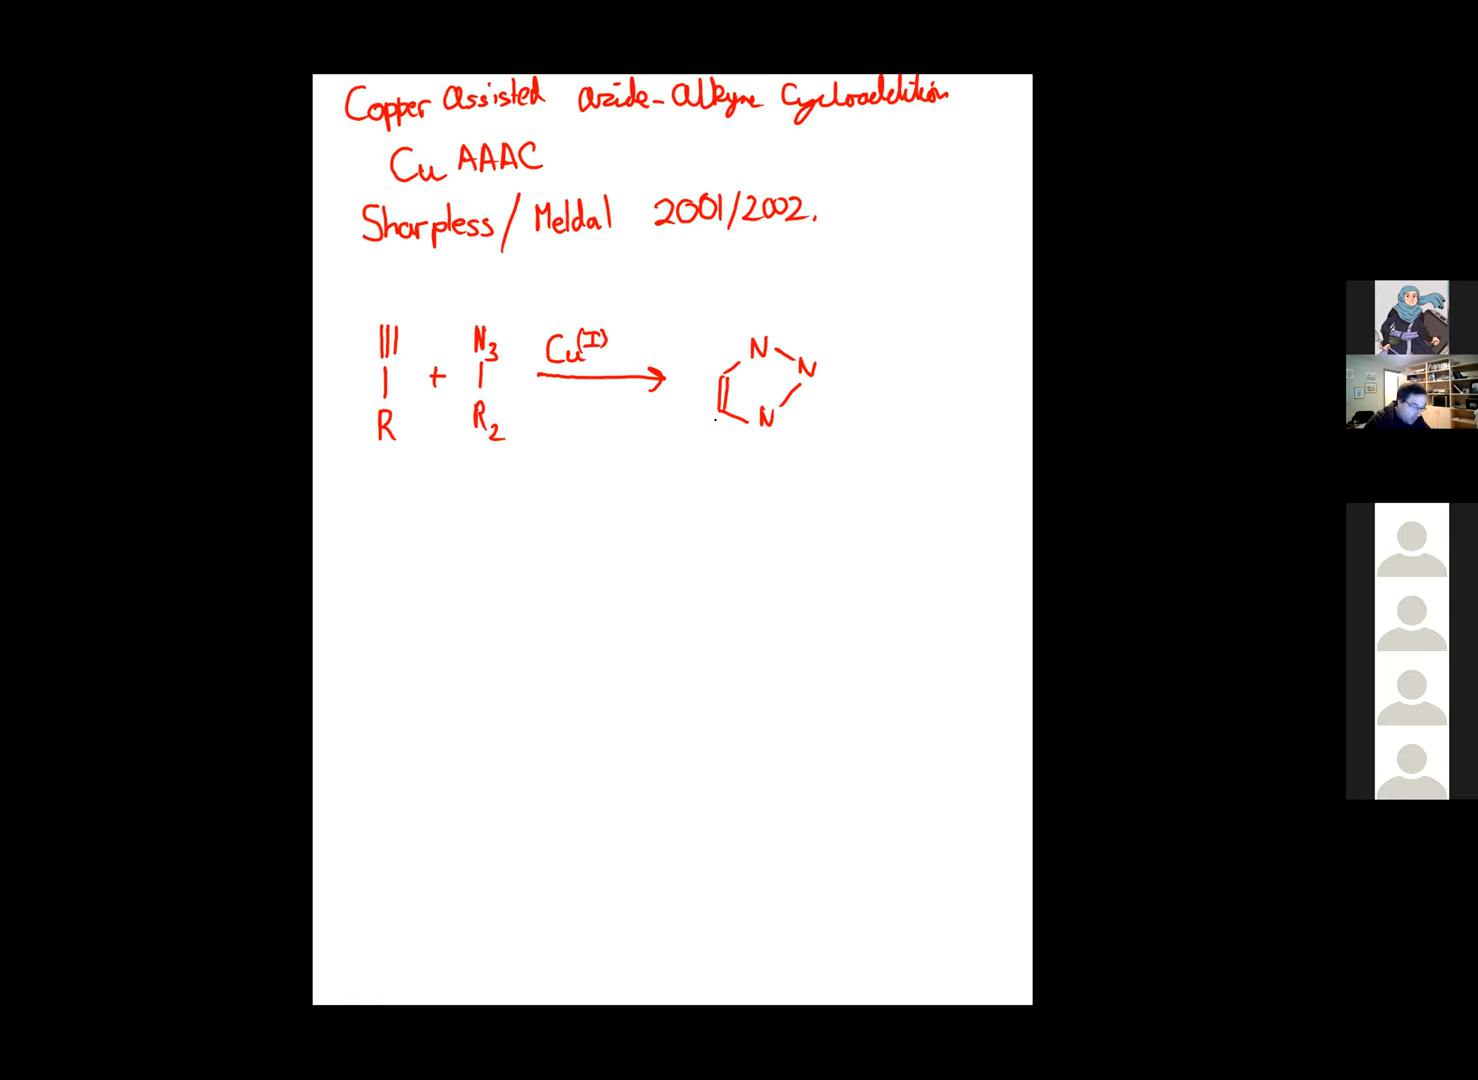 Copper Assisted Azide-Alkyne Cycloaddition
Cu AAAC
Sharpless/Meldal 2001/2002.
N3 Cu(I) N N
+
R R2 N